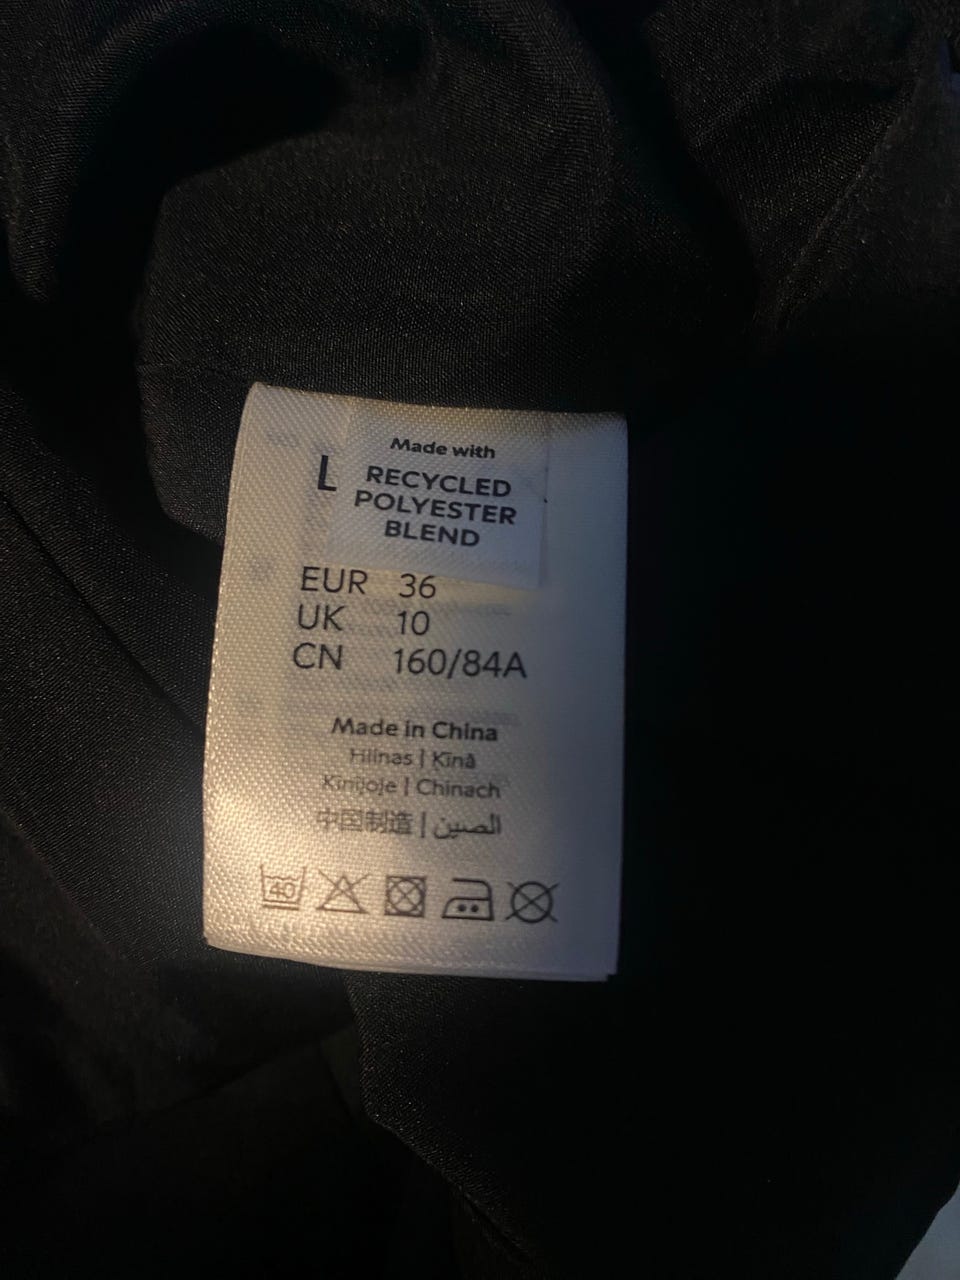 Made with
L RECYCLED
POLYESTER
BLEND
EUR 36
UK 10
CN 160/84A
Made in China
Hiinas | Ķīnā
Kinijoje | Chinach
中国制造 | الصين
40